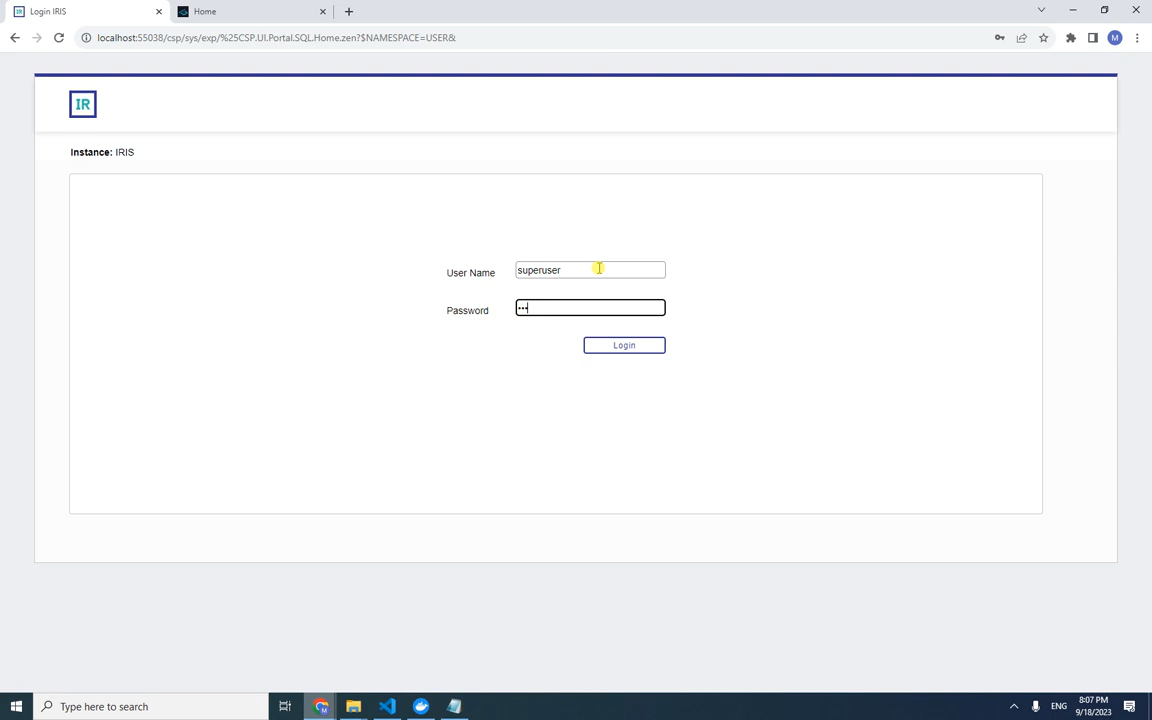 Login IRIS
Home
localhost:55038/csp/sys/exp/%25CSP.UI.Portal.SQL.Home.zen?$NAMESPACE=USER&
M
IR
Instance: IRIS
User Name superuser
Password •••
Login
Type here to search
ENG
8:07 PM
9/18/2023